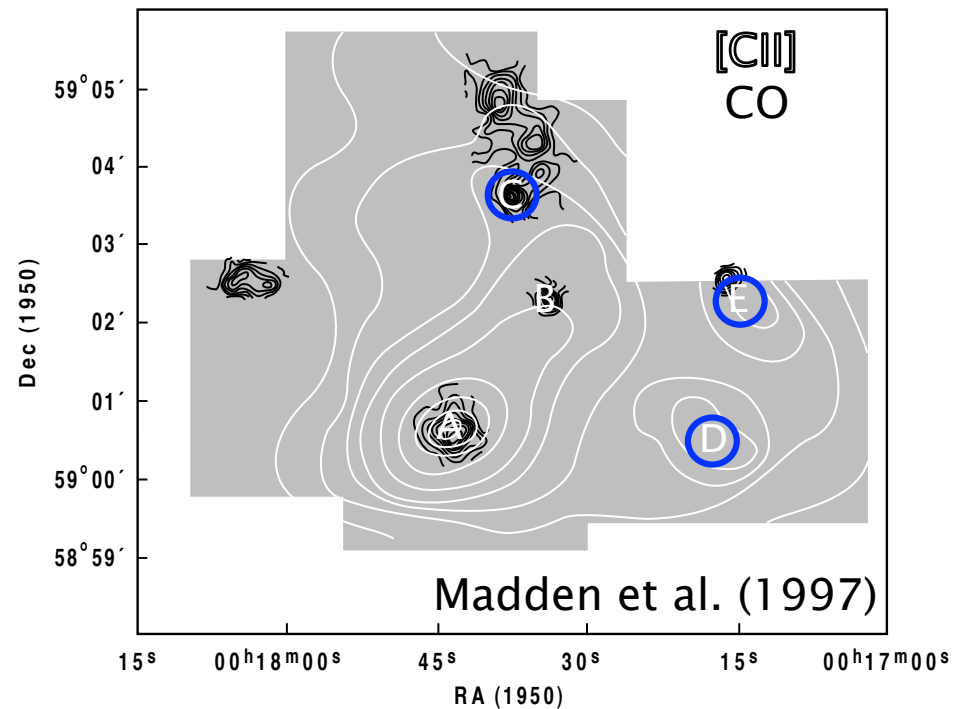 [CII]
CO
59°05´
04´
C
03´
B
E
02´
01´
A
D
59°00´
58°59´
Madden et al. (1997)
15s 00h18m00s 45s 30s 15s 00h17m00s
RA (1950)
Dec (1950)